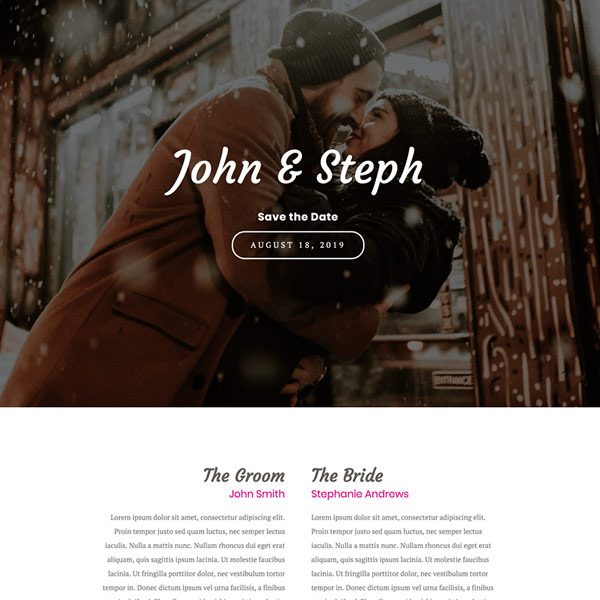 John & Steph
Save the Date
AUGUST 18, 2019
ENTRANCE
The Groom
John Smith
Lorem ipsum dolor sit amet, consectetur adipiscing elit.
Proin tempor justo sed quam luctus, nec semper lectus
iaculis. Nulla a mattis nunc. Nullam rhoncus dui eget erat
aliquam, quis sagittis ipsum iaculis. Ut molestie faucibus
lacinia. Ut fringilla porttitor dolor, nec vestibulum tortor
tempor in. Donec dictum ipsum vel urna facilisis, a finibus
The Bride
Stephanie Andrews
Lorem ipsum dolor sit amet, consectetur adipiscing elit.
Proin tempor justo sed quam luctus, nec semper lectus
iaculis. Nulla a mattis nunc. Nullam rhoncus dui eget erat
aliquam, quis sagittis ipsum iaculis. Ut molestie faucibus
lacinia. Ut fringilla porttitor dolor, nec vestibulum tortor
tempor in. Donec dictum ipsum vel urna facilisis, a finibus